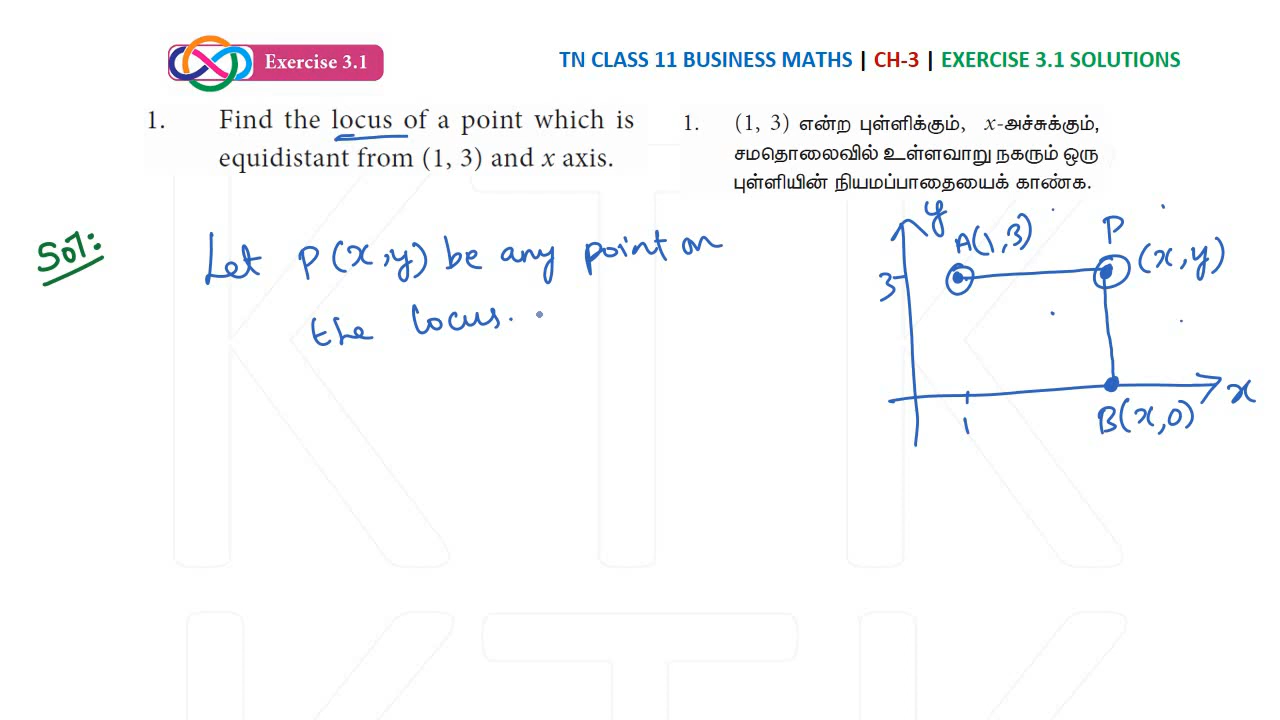 Exercise 3.1
TN CLASS 11 BUSINESS MATHS | CH-3 | EXERCISE 3.1 SOLUTIONS
1. Find the locus of a point which is
equidistant from (1, 3) and x axis.
1. (1, 3) என்ற புள்ளிக்கும், x-அச்சுக்கும்,
சமதொலைவில் உள்ளவாறு நகரும் ஒரு
புள்ளியின் நியமப்பாதையைக் காண்க.
Sol:
Let P(x,y) be any point on
the locus.
y
A(1,3)
P
(x,y)
3
x
1
B(x,0)
KTK
KTK